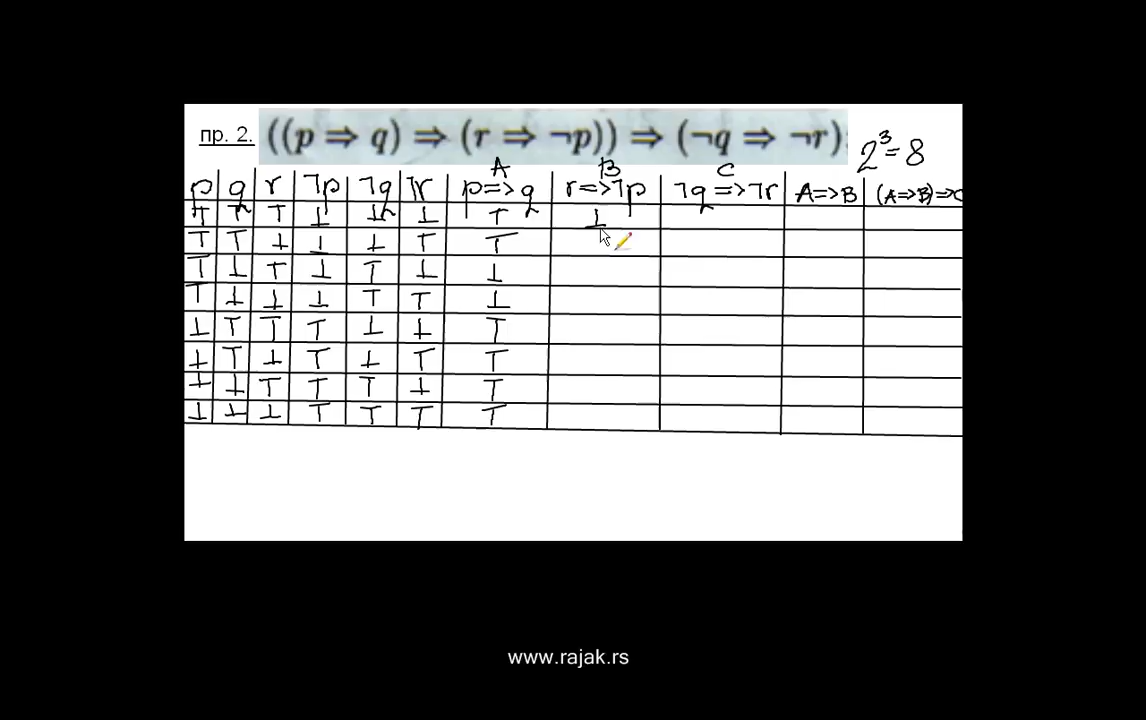 пр. 2. ((p ⇒ q) ⇒ (r ⇒ ¬p)) ⇒ (¬q ⇒ ¬r) 2³=8
A B C
p q r ¬p ¬q ¬r p=>q r=>¬p ¬q=>¬r A=>B (A=>B)=>C
T T T ⊥ ⊥ ⊥ T ⊥
T T ⊥ ⊥ ⊥ T T
T ⊥ T ⊥ T ⊥ ⊥
T ⊥ ⊥ ⊥ T T ⊥
⊥ T T T ⊥ ⊥ T
⊥ T ⊥ T ⊥ T T
⊥ ⊥ T T T ⊥ T
⊥ ⊥ ⊥ T T T T
www.rajak.rs